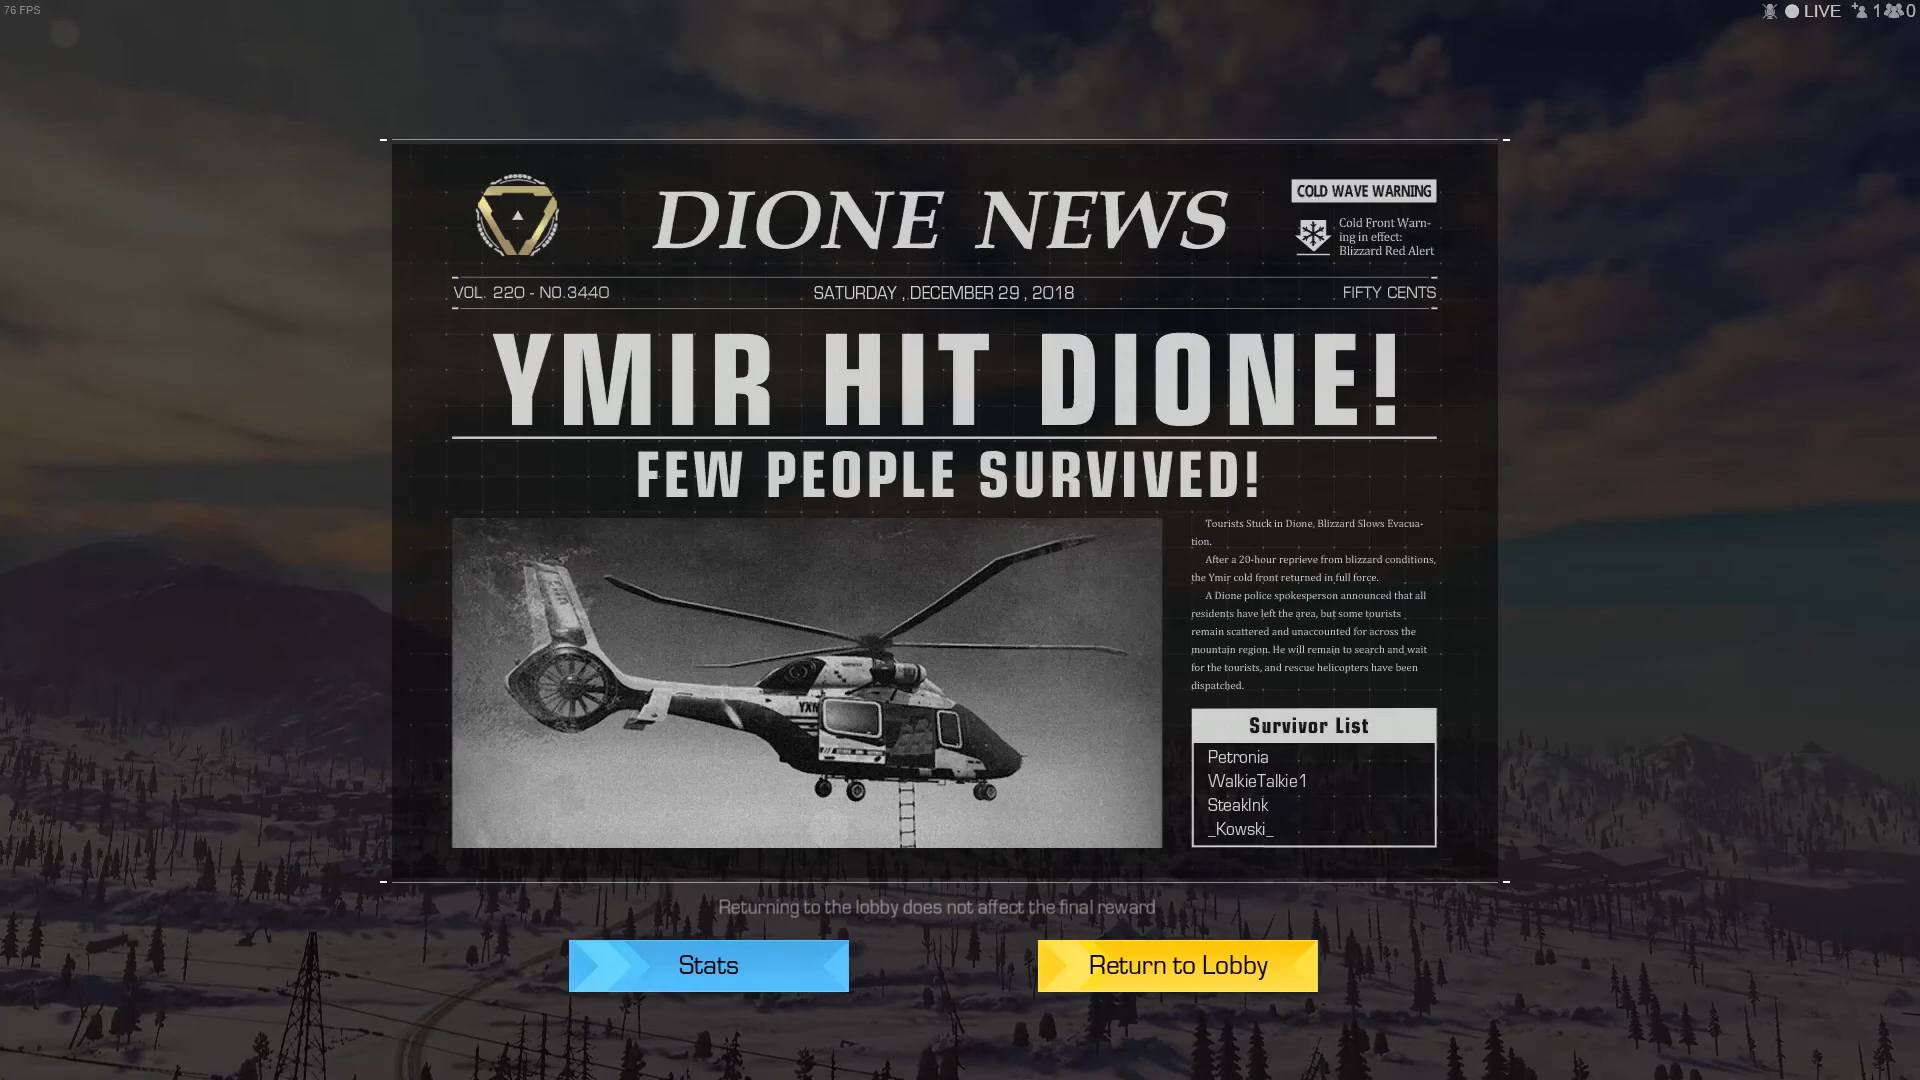 76 FPS
LIVE 1 0
DIONE NEWS
COLD WAVE WARNING
Cold Front Warn-
ing in effect:
Blizzard Red Alert
VOL. 220 - NO.3440
SATURDAY , DECEMBER 29 , 2018
FIFTY CENTS
YMIR HIT DIONE!
FEW PEOPLE SURVIVED!
Tourists Stuck in Dione, Blizzard Slows Evacua-
tion.
After a 20-hour reprieve from blizzard conditions,
the Ymir cold front returned in full force.
A Dione police spokesperson announced that all
residents have left the area, but some tourists
remain scattered and unaccounted for across the
mountain region. He will remain to search and wait
for the tourists, and rescue helicopters have been
dispatched.
Survivor List
Petronia
WalkieTalkie1
SteakInk
_Kowski_
Returning to the lobby does not affect the final reward
Stats
Return to Lobby